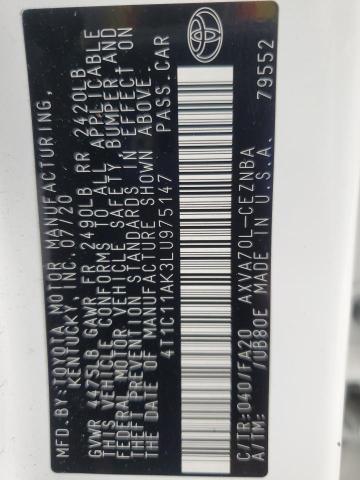 MFD.BY:TOYOTA MOTOR MANUFACTURING,
KENTUCKY, INC. 07/20
GVWR 4475LB GAWR FR 2490LB RR 2420LB
THIS VEHICLE CONFORMS TO ALL APPLICABLE
FEDERAL MOTOR VEHICLE SAFETY, BUMPER AND
THEFT PREVENTION STANDARDS IN EFFECT ON
THE DATE OF MANUFACTURE SHOWN ABOVE.
4T1C11AK3LU975147 PASS.CAR
C/TR:040/FA20 AXVA70L-CEZNBA 79552
A/TM: /UB80E MADE IN U.S.A.